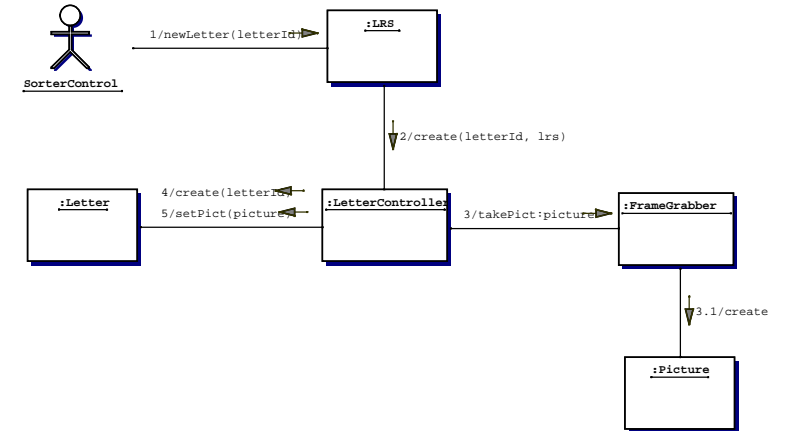 :LRS
1/newLetter(letterId)
SorterControl
2/create(letterId, lrs)
4/create(letterId)
:Letter
:LetterController
:FrameGrabber
5/setPict(picture)
3/takePict:picture
3.1/create
:Picture